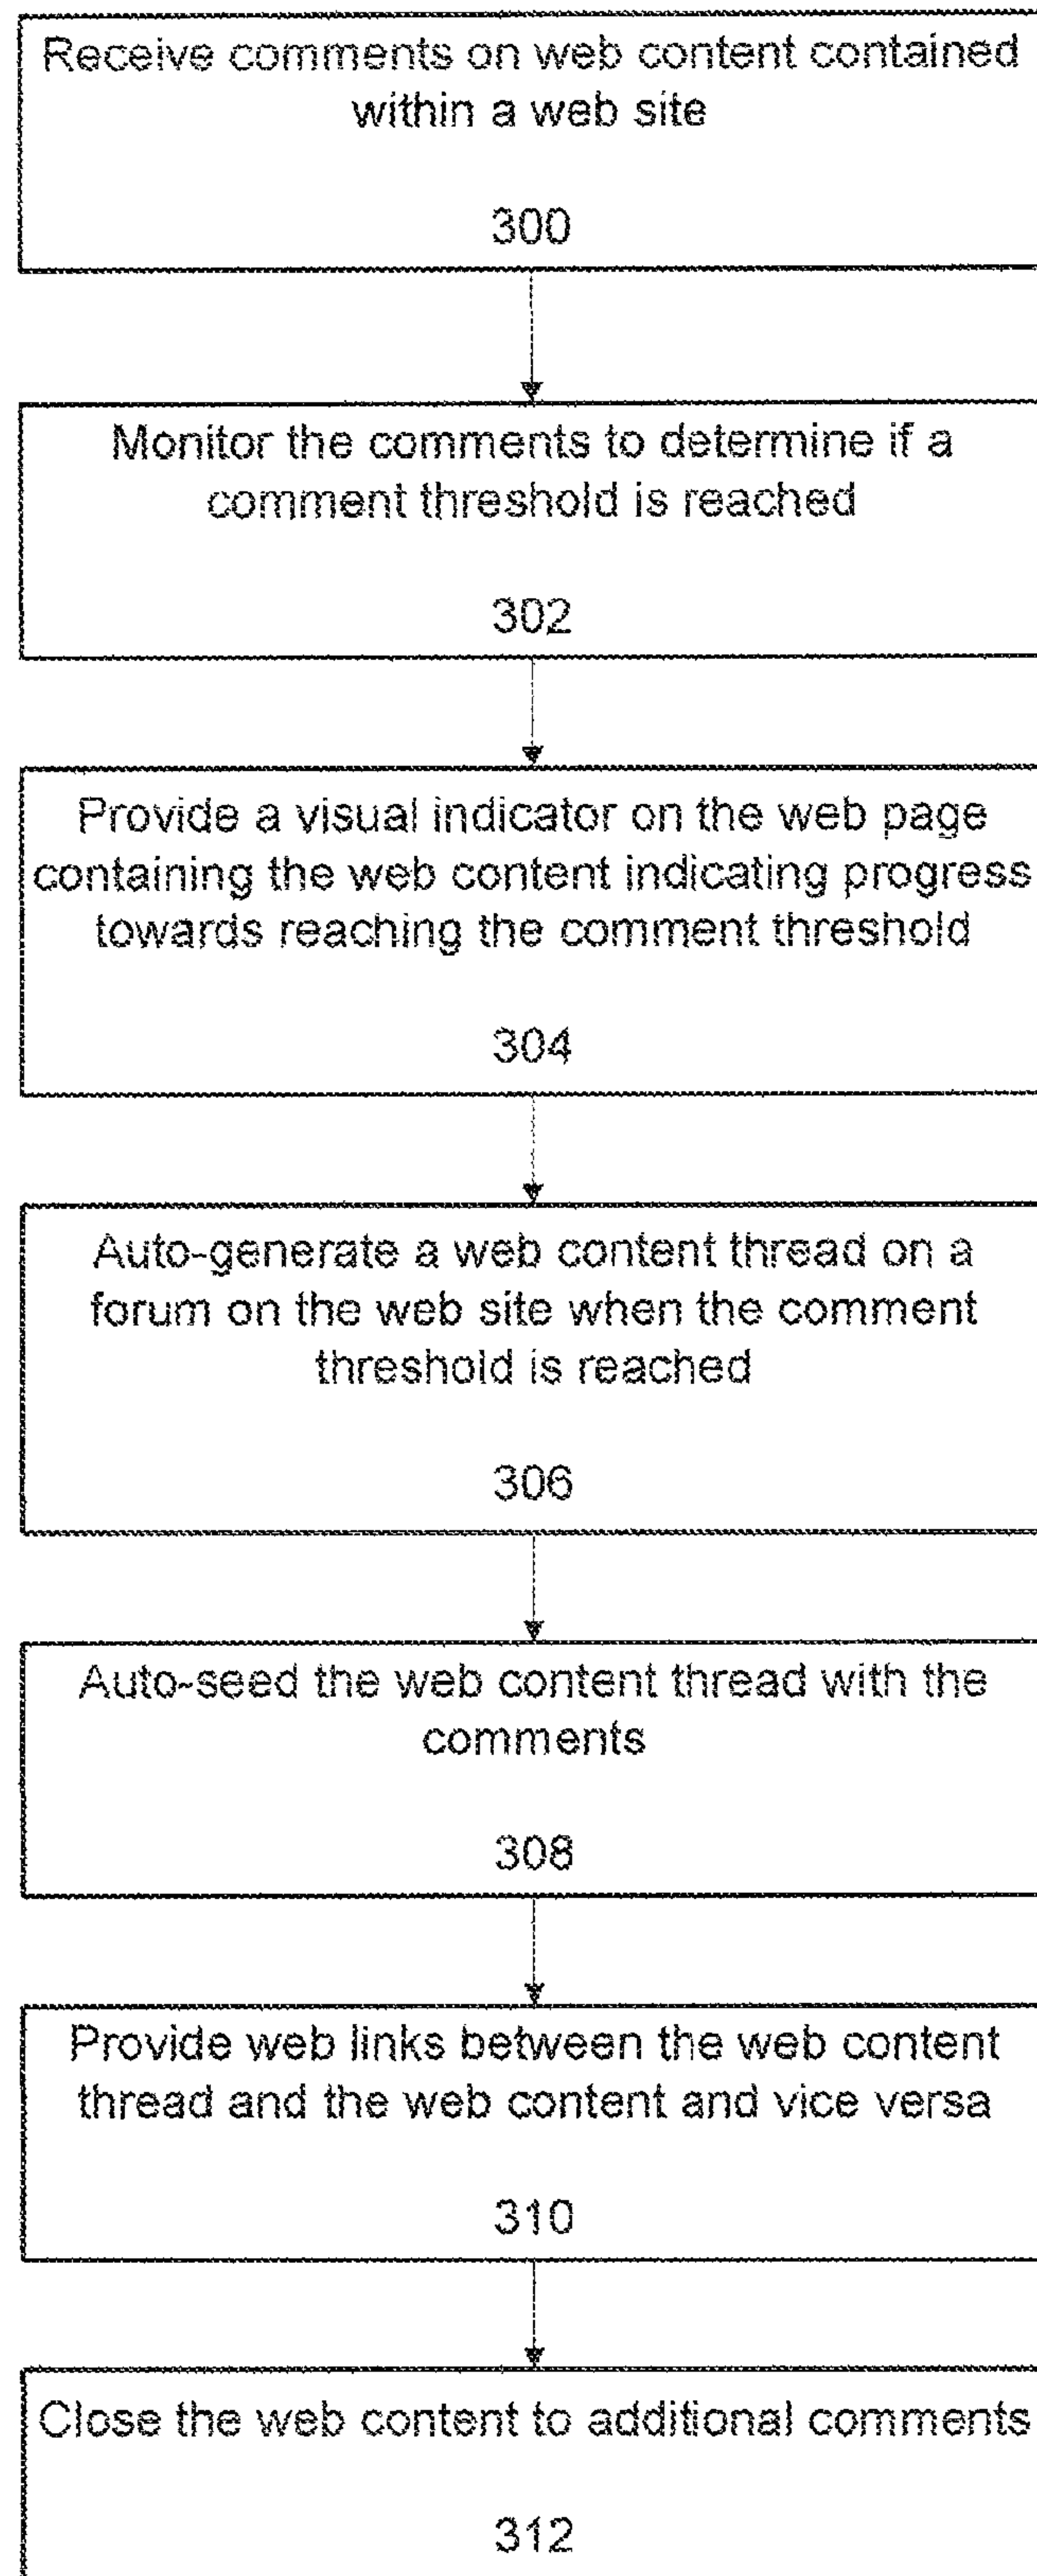 Receive comments on web content contained
within a web site
300
Monitor the comments to determine if a
comment threshold is reached
302
Provide a visual indicator on the web page
containing the web content indicating progress
towards reaching the comment threshold
304
Auto-generate a web content thread on a
forum on the web site when the comment
threshold is reached
306
Auto-seed the web content thread with the
comments
308
Provide web links between the web content
thread and the web content and vice versa
310
Close the web content to additional comments
312